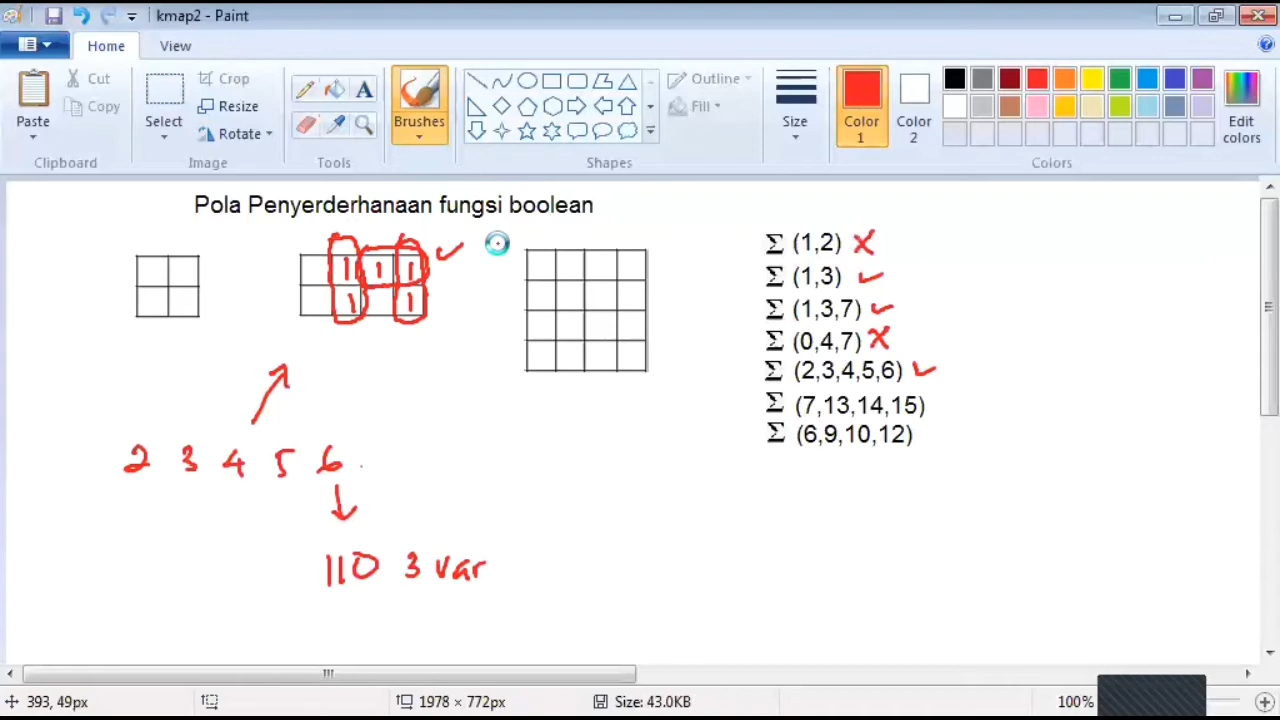 kmap2 - Paint
Home View
Paste
Cut
Copy
Clipboard
Select
Crop
Resize
Rotate
Image
A
Tools
Brushes
Outline
Fill
Shapes
Size
Color 1
Color 2
Edit colors
Colors
Pola Penyerderhanaan fungsi boolean
1 1 1
1 1
2 3 4 5 6
110 3 var
Σ (1,2) X
Σ (1,3) ✓
Σ (1,3,7) ✓
Σ (0,4,7) X
Σ (2,3,4,5,6) ✓
Σ (7,13,14,15)
Σ (6,9,10,12)
393, 49px
1978 × 772px
Size: 43.0KB
100%